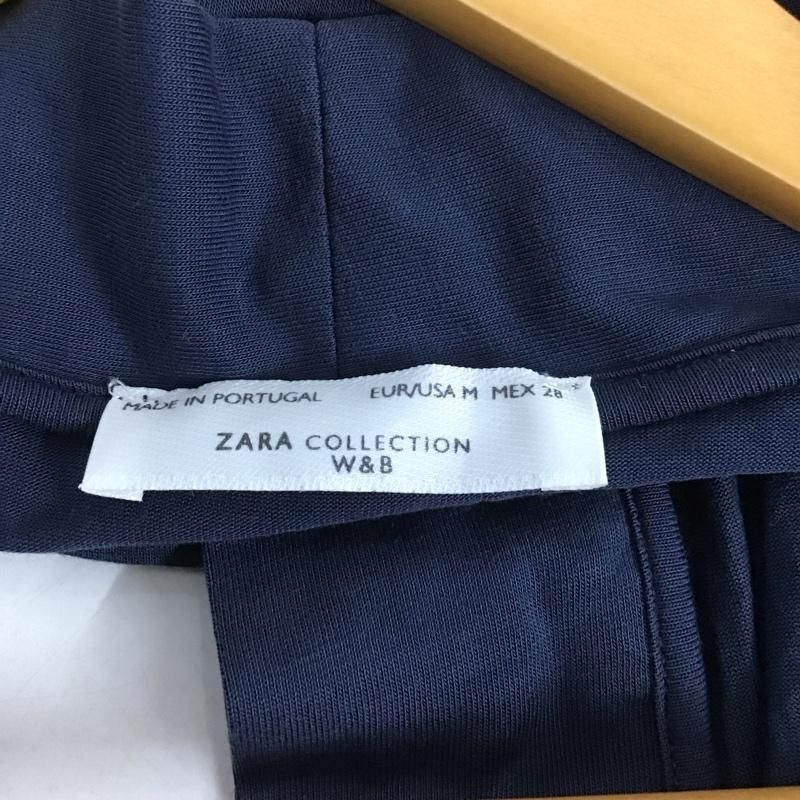 MADE IN PORTUGAL EUR/USA M MEX 28
ZARA COLLECTION
W&B